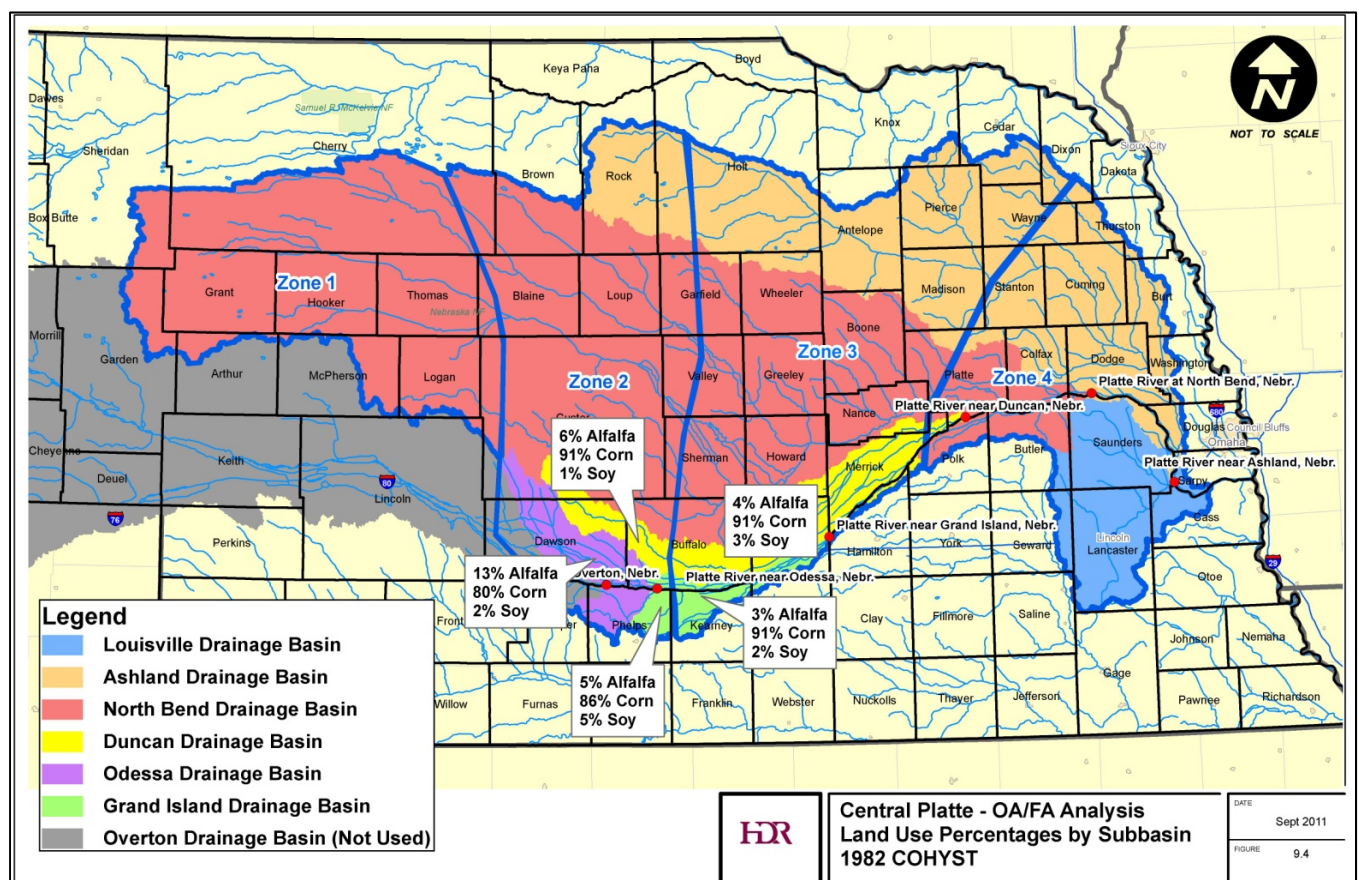 Keya Paha
Boyd
Dawes
Samuel R. McKelvie NF
Sheridan
Cherry
Brown
Rock
Holt
Knox
Cedar
Dixon
Sioux City
Dakota
NOT TO SCALE
N
Box Butte
Antelope
Pierce
Wayne
Thurston
Zone 1
Grant
Hooker
Thomas
Nebraska NF
Blaine
Loup
Garfield
Wheeler
Madison
Stanton
Cuming
Burt
Morrill
Garden
Arthur
McPherson
Logan
Zone 2
Valley
Greeley
Boone
Zone 3
Platte
Colfax
Dodge
Washington
Zone 4
Platte River at North Bend, Nebr.
Nance
Platte River near Duncan, Nebr.
680
Douglas
Council Bluffs
Omaha
Custer
6% Alfalfa
91% Corn
1% Soy
Sherman
Howard
Merrick
Polk
Butler
Saunders
Platte River near Ashland, Nebr.
Sarpy
Cheyenne
Deuel
Keith
80
Lincoln
76
4% Alfalfa
91% Corn
3% Soy
Platte River near Grand Island, Nebr.
Hamilton
York
Seward
Lincoln
Lancaster
Cass
Perkins
Dawson
Buffalo
29
Otoe
13% Alfalfa
80% Corn
2% Soy
Overton, Nebr.
Platte River near Odessa, Nebr.
3% Alfalfa
91% Corn
2% Soy
Phelps
Kearney
Clay
Fillmore
Saline
Johnson
Nemaha
Gage
5% Alfalfa
86% Corn
5% Soy
Willow
Furnas
Franklin
Webster
Nuckolls
Thayer
Jefferson
Pawnee
Richardson
Legend
Louisville Drainage Basin
Ashland Drainage Basin
North Bend Drainage Basin
Duncan Drainage Basin
Odessa Drainage Basin
Grand Island Drainage Basin
Overton Drainage Basin (Not Used)
HDR
Central Platte - OA/FA Analysis
Land Use Percentages by Subbasin
1982 COHYST
DATE
Sept 2011
FIGURE
9.4